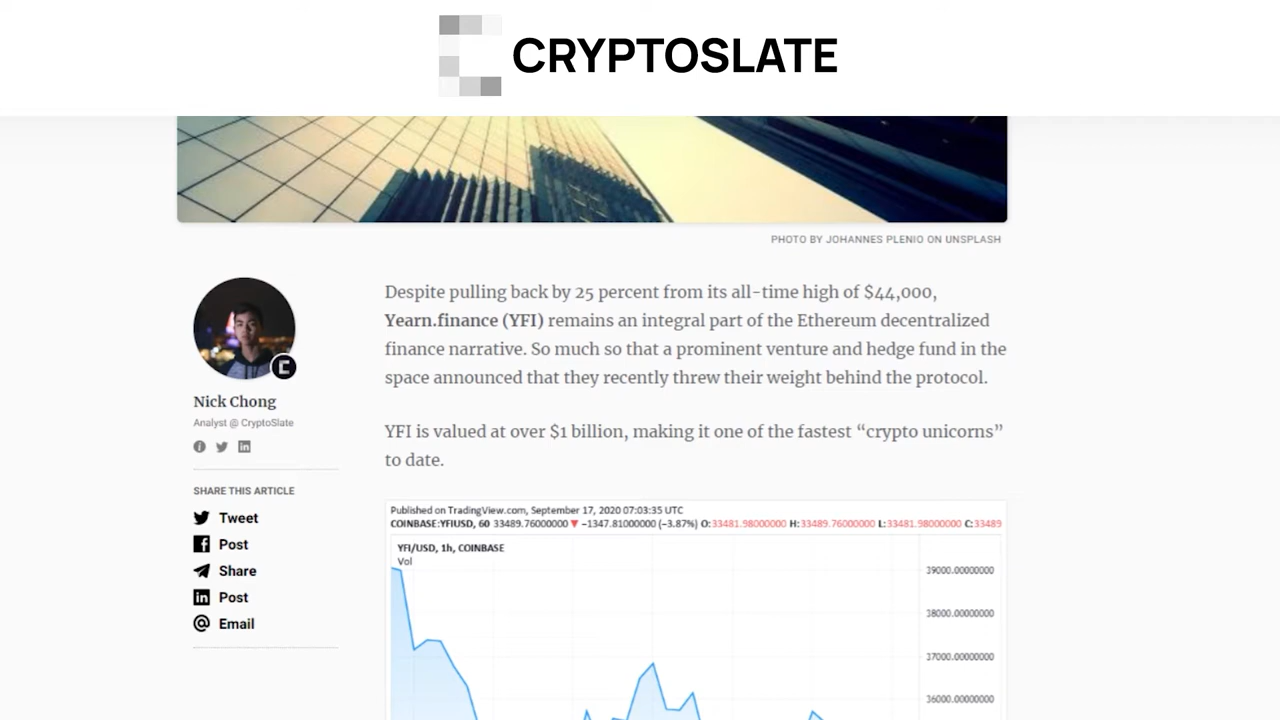 CRYPTOSLATE
PHOTO BY JOHANNES PLENIO ON UNSPLASH
Nick Chong
Analyst @ CryptoSlate
SHARE THIS ARTICLE
Tweet
Post
Share
Post
Email
Despite pulling back by 25 percent from its all-time high of $44,000,
Yearn.finance (YFI) remains an integral part of the Ethereum decentralized
finance narrative. So much so that a prominent venture and hedge fund in the
space announced that they recently threw their weight behind the protocol.
YFI is valued at over $1 billion, making it one of the fastest “crypto unicorns”
to date.
Published on TradingView.com, September 17, 2020 07:03:35 UTC
COINBASE:YFIUSD, 60 33489.76000000 ▼ −1347.81000000 (−3.87%) O:33481.98000000 H:33489.76000000 L:33481.98000000 C:33489
YFI/USD, 1h, COINBASE
Vol
39000.00000000
38000.00000000
37000.00000000
36000.00000000